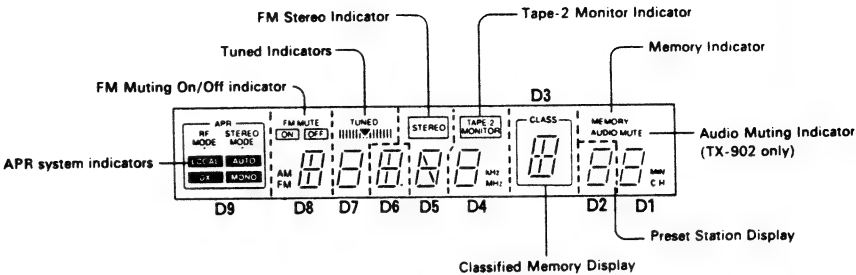 FM Stereo Indicator
Tape-2 Monitor Indicator
Tuned Indicators
Memory Indicator
FM Muting On/Off indicator
D3
APR
RF MODE
STEREO MODE
LOCAL
AUTO
DX
MONO
FM MUTE
ON
OFF
TUNED
STEREO
TAPE 2
MONITOR
CLASS
MEMORY
AUDIO MUTE
Audio Muting Indicator
(TX-902 only)
APR system indicators
AM
FM
kHz
MHz
MIN
CH
D9
D8
D7
D6
D5
D4
D2
D1
Preset Station Display
Classified Memory Display